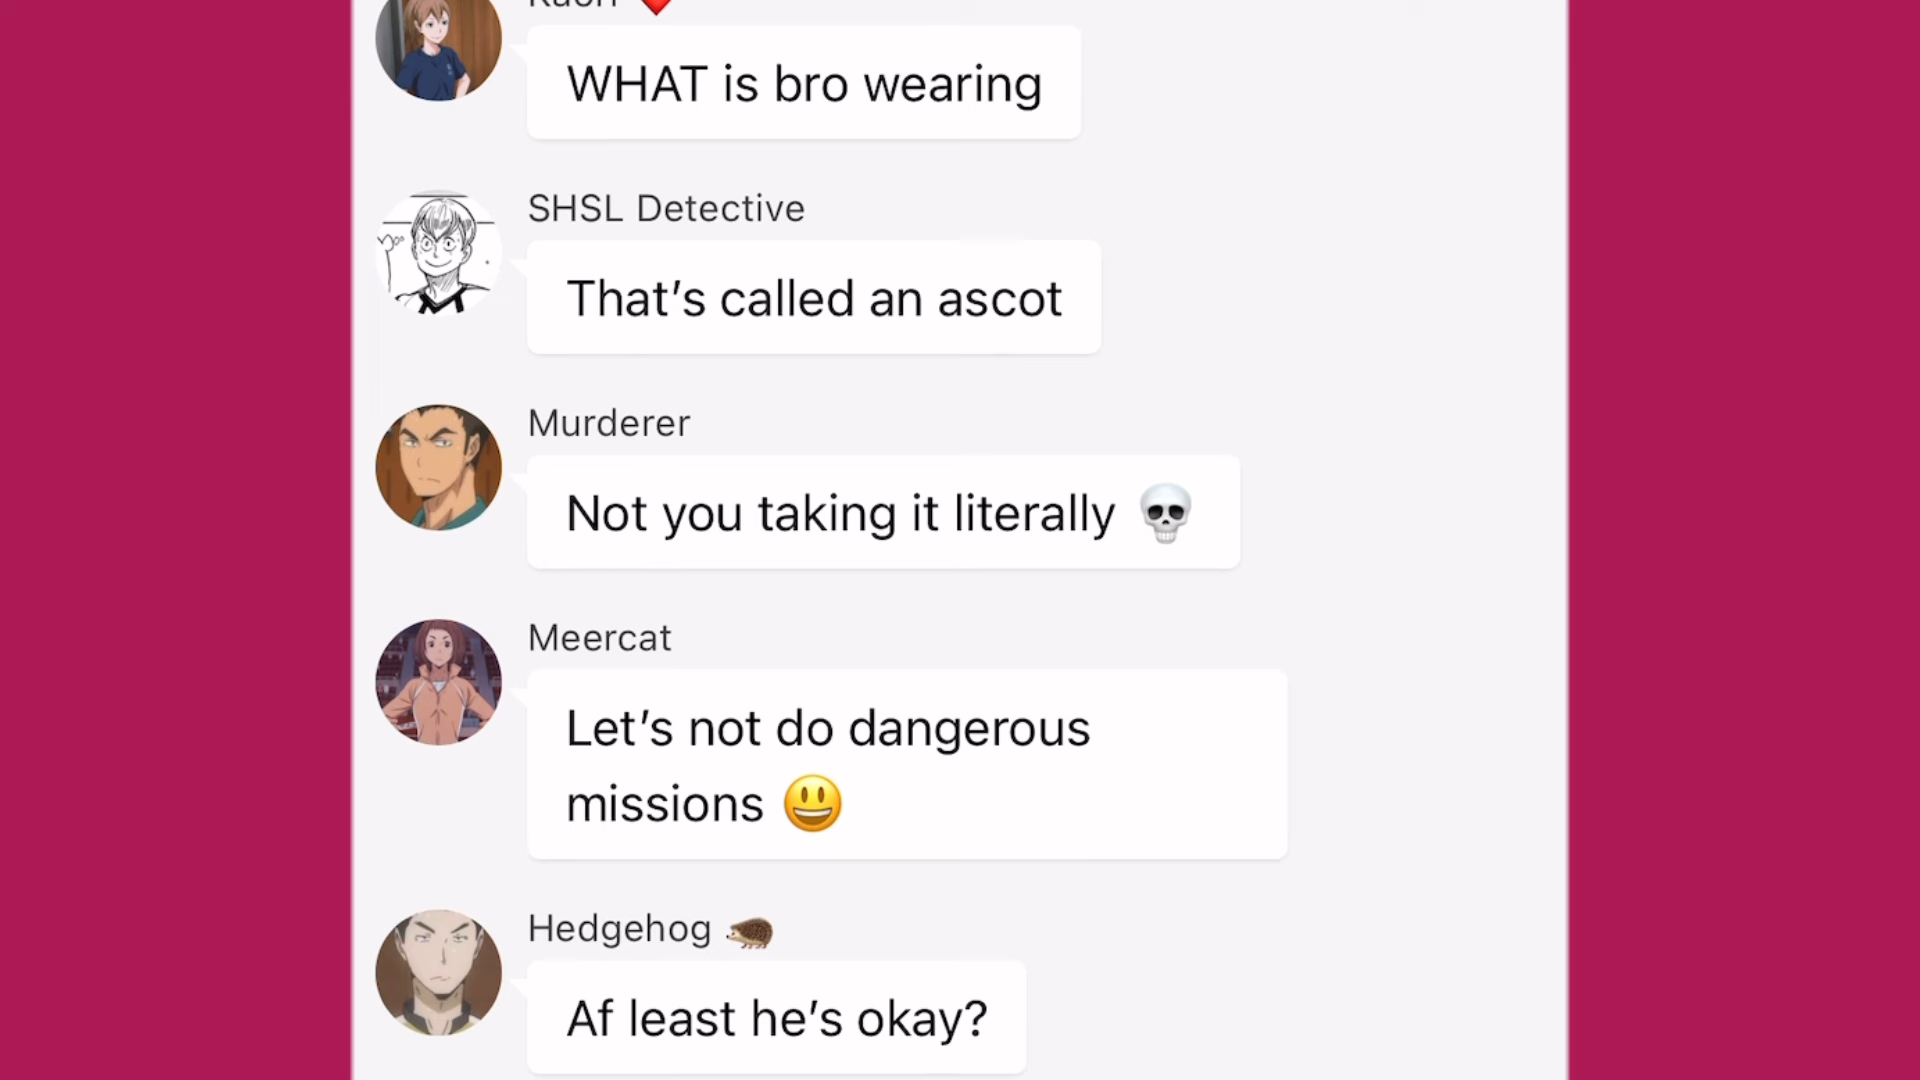 Kaori ❤️
WHAT is bro wearing
SHSL Detective
That’s called an ascot
Murderer
Not you taking it literally 💀
Meercat
Let’s not do dangerous
missions 😃
Hedgehog 🦔
Af least he’s okay?